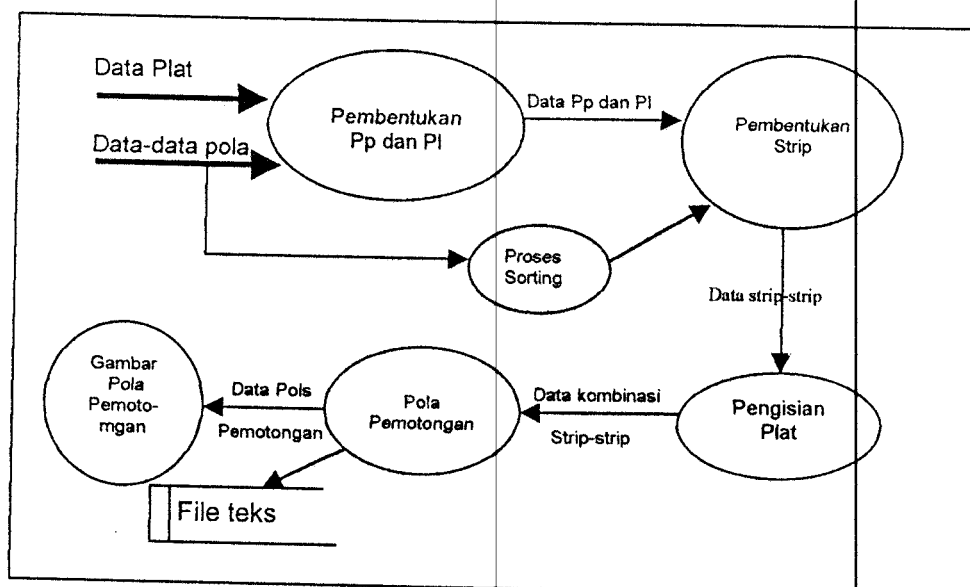 Data Plat
Data-data pola
Pembentukan
Pp dan Pl
Data Pp dan Pl
Pembentukan
Strip
Proses
Sorting
Data strip-strip
Gambar
Pola
Pemoto-
mgan
Data Pols
Pemotongan
Pola
Pemotongan
Data kombinasi
Strip-strip
Pengisian
Plat
File teks